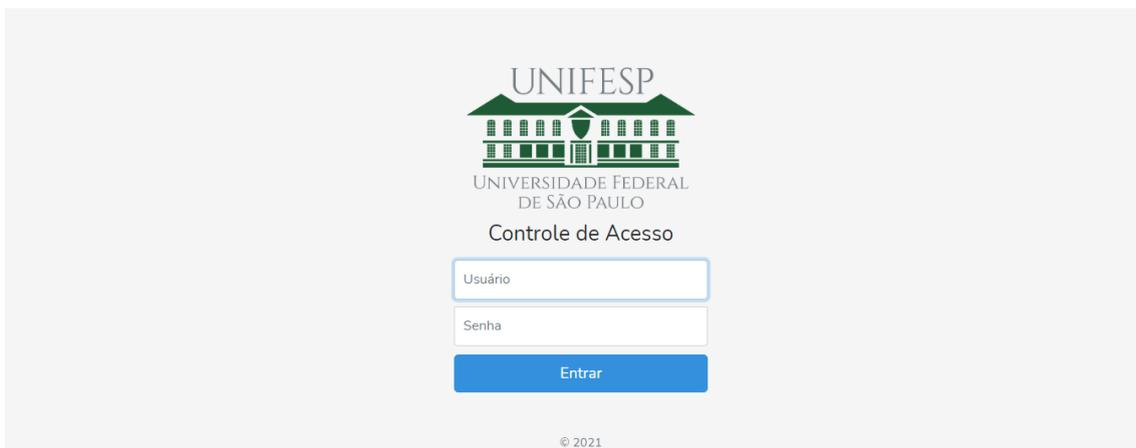 UNIFESP
UNIVERSIDADE FEDERAL
DE SÃO PAULO
Controle de Acesso
Usuário
Senha
Entrar
© 2021